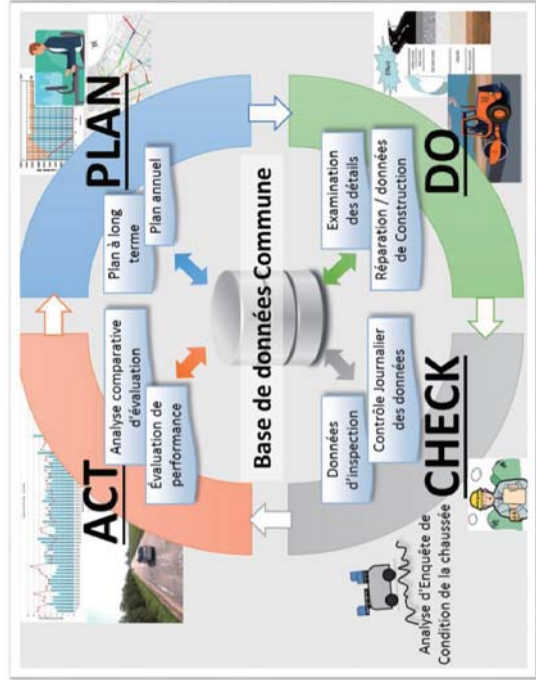 ACT
Analyse comparative
d'évaluation
Évaluation de
performance
PLAN
Plan à long
terme
Plan annuel
Base de données Commune
Données
d'inspection
Contrôle Journalier
des données
CHECK
Analyse d'Enquête de
Condition de la chaussée
Examination
des détails
Réparation / données
de Construction
DO